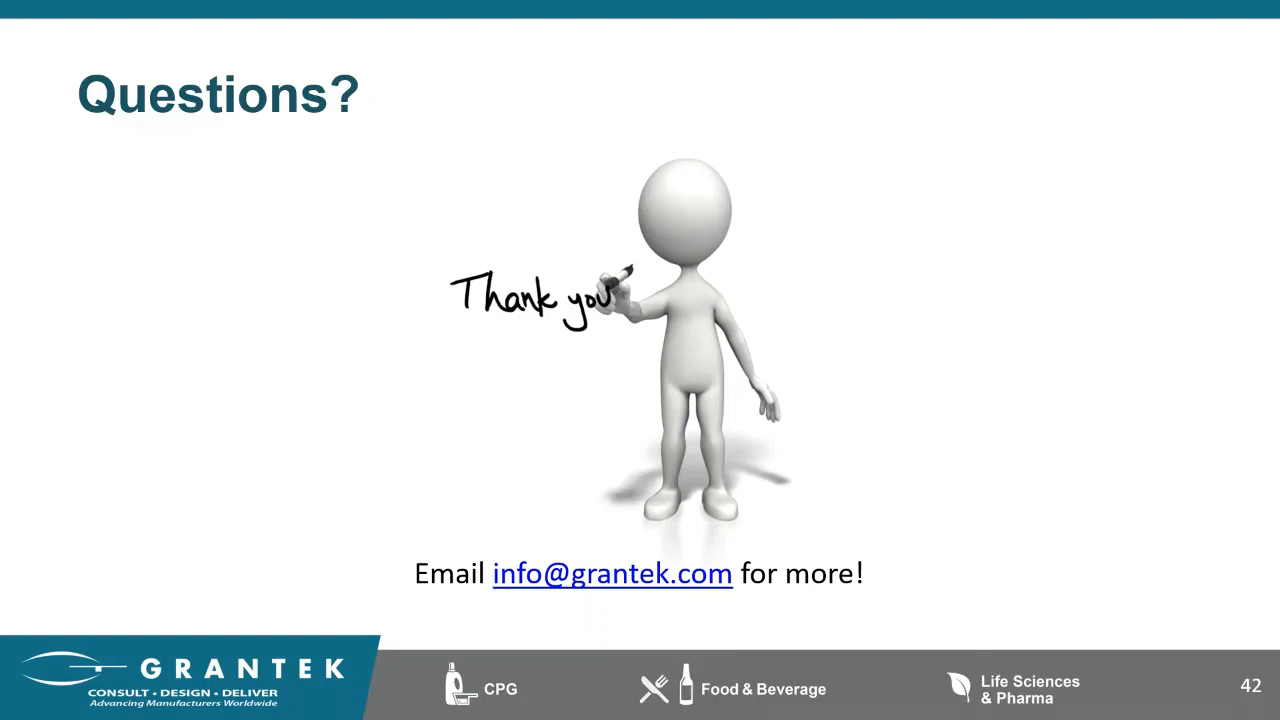 Questions?
Thank you
Email info@grantek.com for more!
GRANTEK
CONSULT • DESIGN • DELIVER
Advancing Manufacturers Worldwide
CPG
Food & Beverage
Life Sciences
& Pharma
42